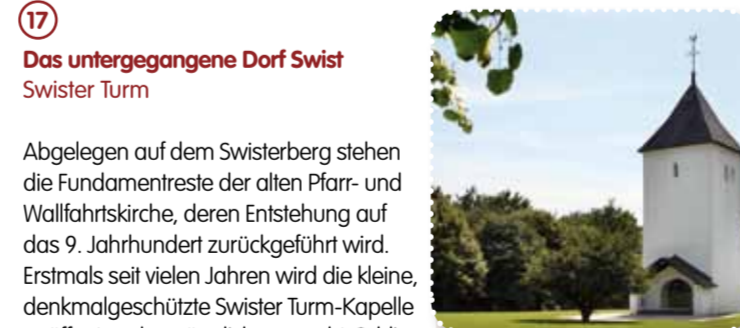 17
Das untergegangene Dorf Swist
Swister Turm
Abgelegen auf dem Swisterberg stehen
die Fundamentreste der alten Pfarr- und
Wallfahrtskirche, deren Entstehung auf
das 9. Jahrhundert zurückgeführt wird.
Erstmals seit vielen Jahren wird die kleine,
denkmalgeschützte Swister Turm-Kapelle